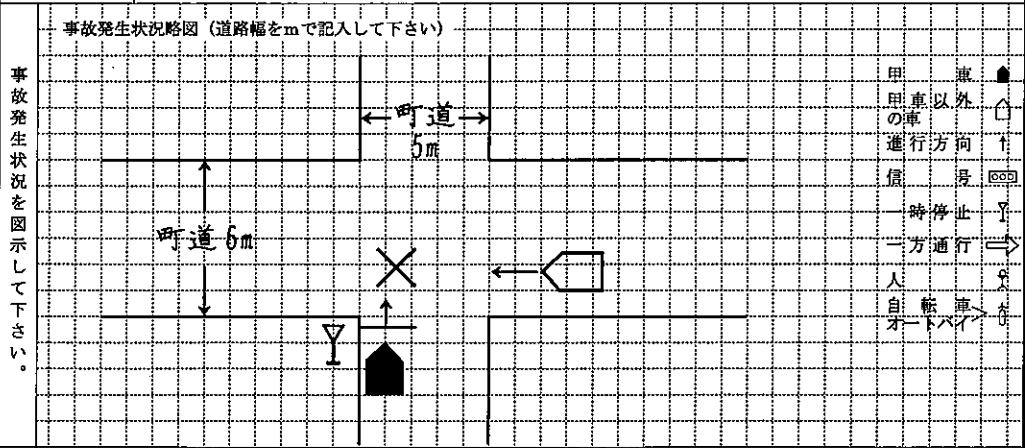 事故発生状況を図示して下さい。
事故発生状況略図（道路幅をmで記入して下さい）
町道
5m
町道6m
甲車
甲車以外
の車
進行方向
信号
一時停止
一方通行
人
自転車
オートバイ